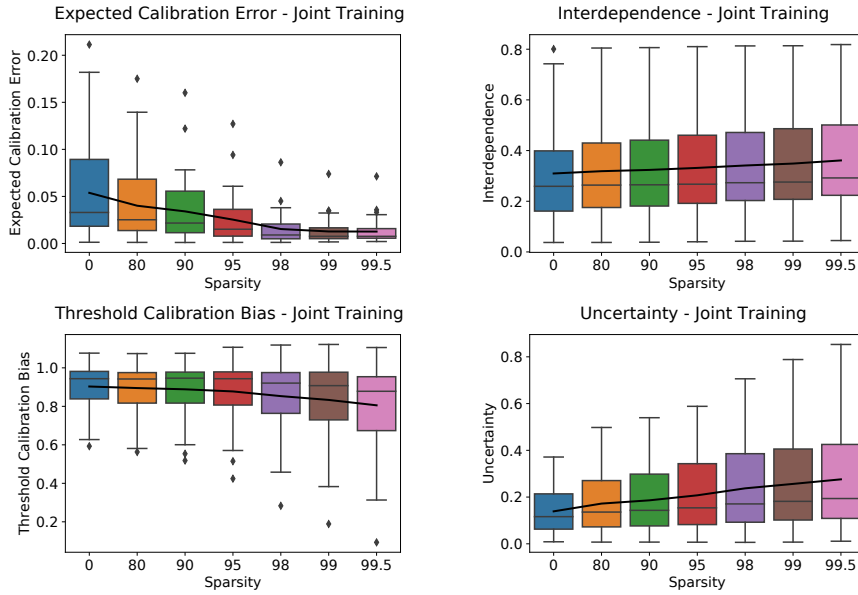 Expected Calibration Error - Joint Training
Expected Calibration Error
0.20
0.15
0.10
0.05
0.00
0 80 90 95 98 99 99.5
Sparsity
Interdependence - Joint Training
Interdependence
0.8
0.6
0.4
0.2
0.0
0 80 90 95 98 99 99.5
Sparsity
Threshold Calibration Bias - Joint Training
Threshold Calibration Bias
1.0
0.8
0.6
0.4
0.2
0 80 90 95 98 99 99.5
Sparsity
Uncertainty - Joint Training
Uncertainty
0.8
0.6
0.4
0.2
0.0
0 80 90 95 98 99 99.5
Sparsity